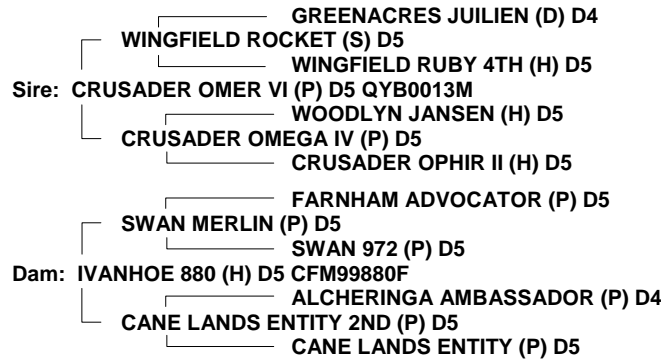 GREENACRES JUILIEN (D) D4
WINGFIELD ROCKET (S) D5
WINGFIELD RUBY 4TH (H) D5
Sire: CRUSADER OMER VI (P) D5 QYB0013M
WOODLYN JANSEN (H) D5
CRUSADER OMEGA IV (P) D5
CRUSADER OPHIR II (H) D5
FARNHAM ADVOCATOR (P) D5
SWAN MERLIN (P) D5
SWAN 972 (P) D5
Dam: IVANHOE 880 (H) D5 CFM99880F
ALCHERINGA AMBASSADOR (P) D4
CANE LANDS ENTITY 2ND (P) D5
CANE LANDS ENTITY (P) D5